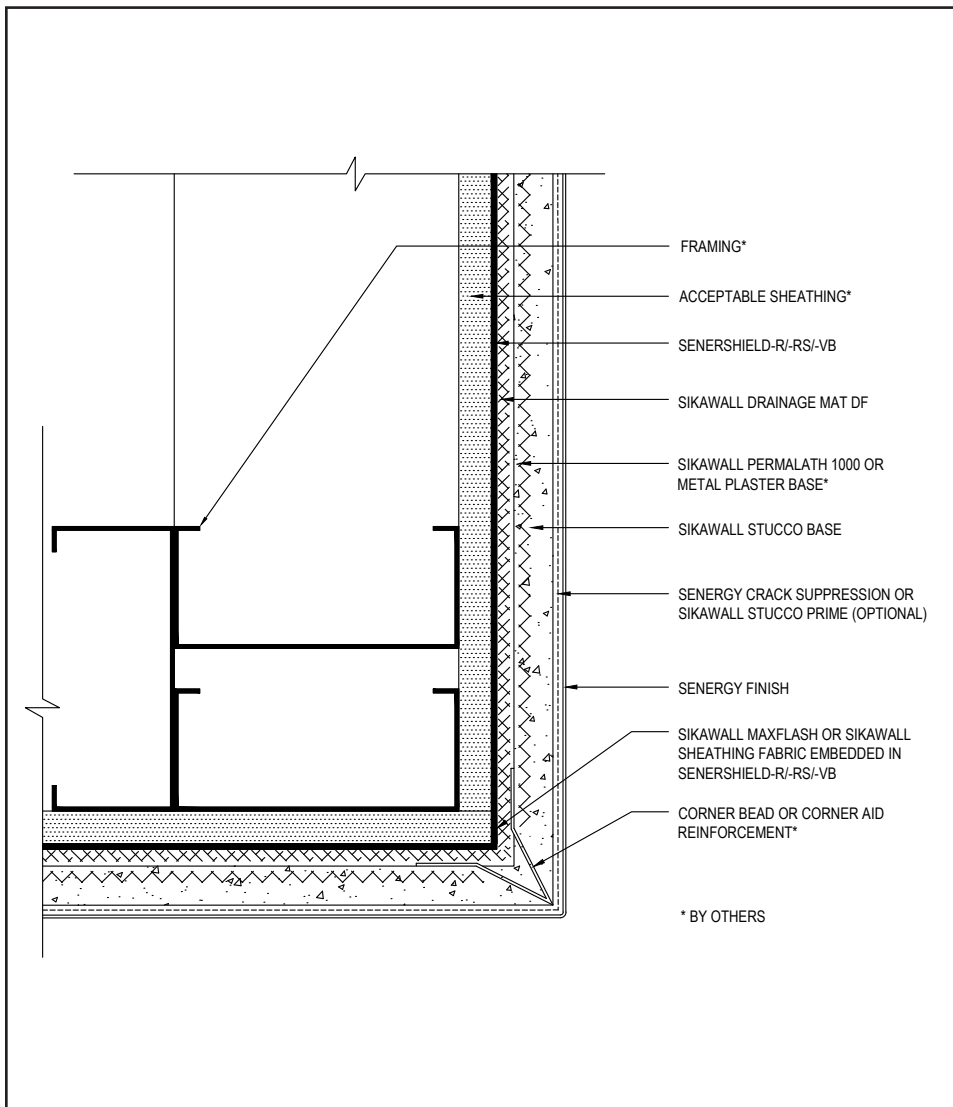 FRAMING*
ACCEPTABLE SHEATHING*
SENERSHIELD-R/-RS/-VB
SIKAWALL DRAINAGE MAT DF
SIKAWALL PERMALATH 1000 OR
METAL PLASTER BASE*
SIKAWALL STUCCO BASE
SENERGY CRACK SUPPRESSION OR
SIKAWALL STUCCO PRIME (OPTIONAL)
SENERGY FINISH
SIKAWALL MAXFLASH OR SIKAWALL
SHEATHING FABRIC EMBEDDED IN
SENERSHIELD-R/-RS/-VB
CORNER BEAD OR CORNER AID
REINFORCEMENT*
* BY OTHERS